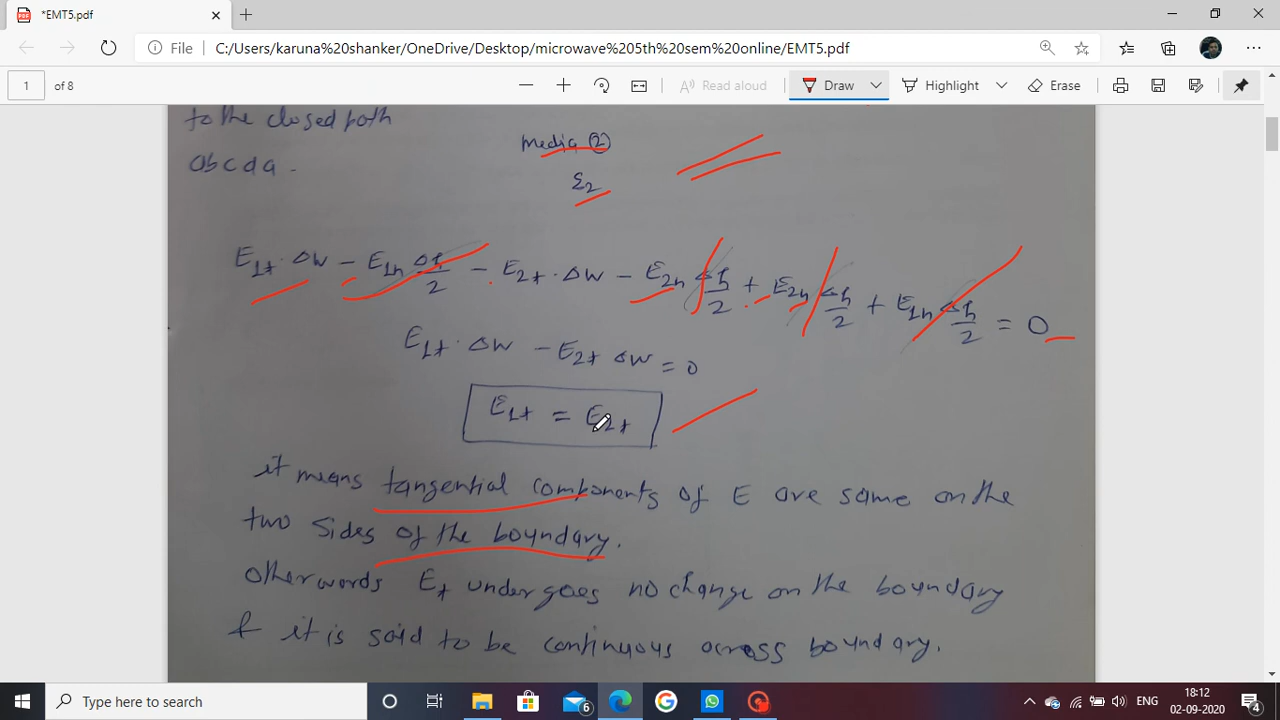 *EMT5.pdf
File C:/Users/karuna%20shanker/OneDrive/Desktop/microwave%205th%20sem%20online/EMT5.pdf
1 of 8 Read aloud Draw Highlight Erase
to the closed path
abcda.
media (2)
ε2
E1t · Δw − E1n Δh/2 − E2t · Δw − E2n Δh/2 + E2n Δh/2 + E1n Δh/2 = 0
E1t · Δw − E2t Δw = 0
E1t = E2t
it means tangential components of E are same on the
two sides of the boundary.
Otherwords Et undergoes no change on the boundary
& it is said to be continuous across boundary.
Type here to search
6
ENG
18:12
02-09-2020
4